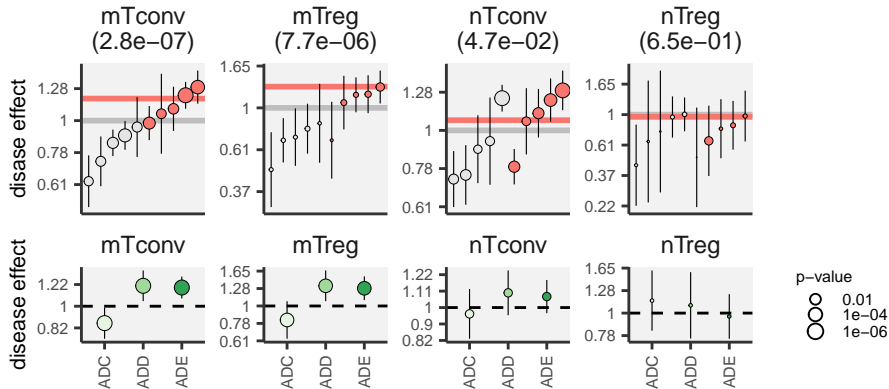 mTconv
(2.8e−07)
mTreg
(7.7e−06)
nTconv
(4.7e−02)
nTreg
(6.5e−01)
disase effect
1.28
1
0.78
0.61
1.65
1
0.61
0.37
1.28
1
0.78
0.61
1.65
1
0.61
0.37
0.22
mTconv
mTreg
nTconv
nTreg
disease effect
1.22
1
0.82
1.65
1.28
1
0.78
0.61
1.22
1.11
1
0.9
0.82
1.65
1.28
1
0.78
ADC
ADD
ADE
ADC
ADD
ADE
ADC
ADD
ADE
ADC
ADD
ADE
p−value
0.01
1e−04
1e−06